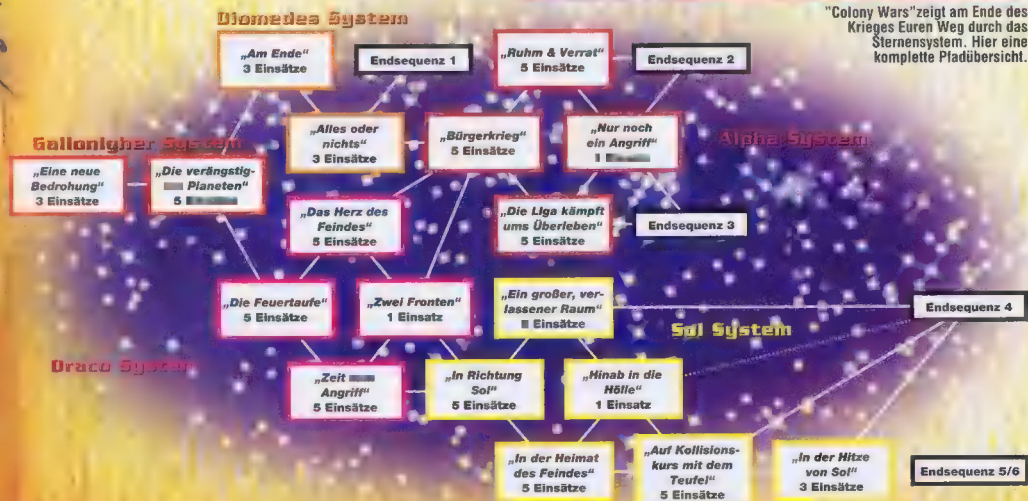 "Colony Wars" zeigt am Ende des
Krieges Euren Weg durch das
Sternensystem. Hier eine
komplette Pfadübersicht.
Diomedes System
„Am Ende"
3 Einsätze
Endsequenz 1
„Ruhm & Verrat"
5 Einsätze
Endsequenz 2
„Alles oder
nichts"
3 Einsätze
„Bürgerkrieg"
5 Einsätze
„Nur noch
ein Angriff"
Alpha System
Gallonigher System
„Eine neue
Bedrohung"
3 Einsätze
„Die verängstig-
Planeten"
5
„Das Herz des
Feindes"
5 Einsätze
„Die Liga kämpft
ums Überleben"
5 Einsätze
Endsequenz 3
„Die Feuertaufe"
5 Einsätze
„Zwei Fronten"
1 Einsatz
„Ein großer, ver-
lassener Raum"
Einsätze
Endsequenz 4
Sol System
Draco System
„Zeit
Angriff"
5 Einsätze
„In Richtung
Sol"
5 Einsätze
„Hinab in die
Hölle"
1 Einsatz
„In der Heimat
des Feindes"
5 Einsätze
„Auf Kollisions-
kurs mit dem
Teufel"
5 Einsätze
„In der Hitze
von Sol"
3 Einsätze
Endsequenz 5/6